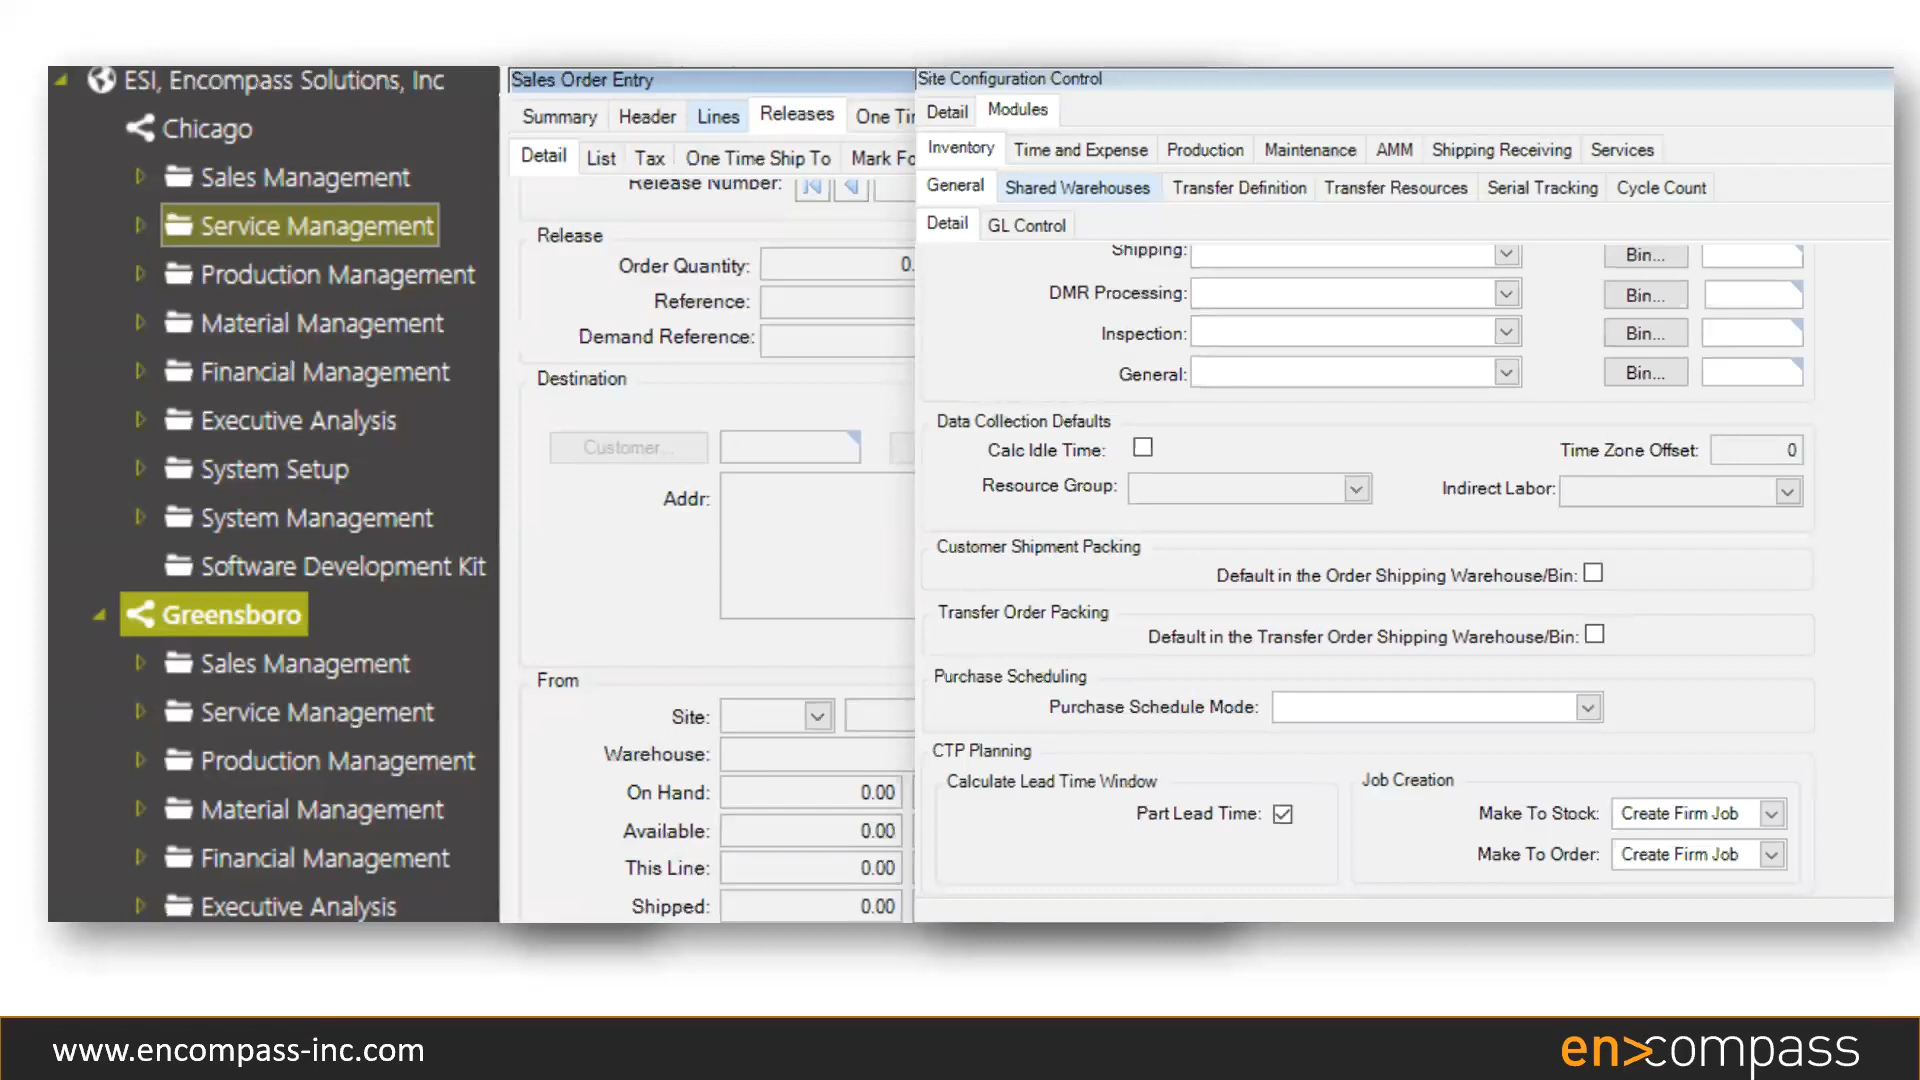 ESI, Encompass Solutions, Inc
Chicago
Sales Management
Service Management
Production Management
Material Management
Financial Management
Executive Analysis
System Setup
System Management
Software Development Kit
Greensboro
Sales Management
Service Management
Production Management
Material Management
Financial Management
Executive Analysis
Sales Order Entry
Summary Header Lines Releases One Tir
Detail List Tax One Time Ship To Mark Fo
Release Number:
Release
Order Quantity: 0.
Reference:
Demand Reference:
Destination
Customer...
Addr:
From
Site:
Warehouse:
On Hand: 0.00
Available: 0.00
This Line: 0.00
Shipped: 0.00
Site Configuration Control
Detail Modules
Inventory Time and Expense Production Maintenance AMM Shipping Receiving Services
General Shared Warehouses Transfer Definition Transfer Resources Serial Tracking Cycle Count
Detail GL Control
Shipping: Bin...
DMR Processing: Bin...
Inspection: Bin...
General: Bin...
Data Collection Defaults
Calc Idle Time: Time Zone Offset: 0
Resource Group: Indirect Labor:
Customer Shipment Packing
Default in the Order Shipping Warehouse/Bin:
Transfer Order Packing
Default in the Transfer Order Shipping Warehouse/Bin:
Purchase Scheduling
Purchase Schedule Mode:
CTP Planning
Calculate Lead Time Window
Part Lead Time:
Job Creation
Make To Stock: Create Firm Job
Make To Order: Create Firm Job
www.encompass-inc.com
en>compass